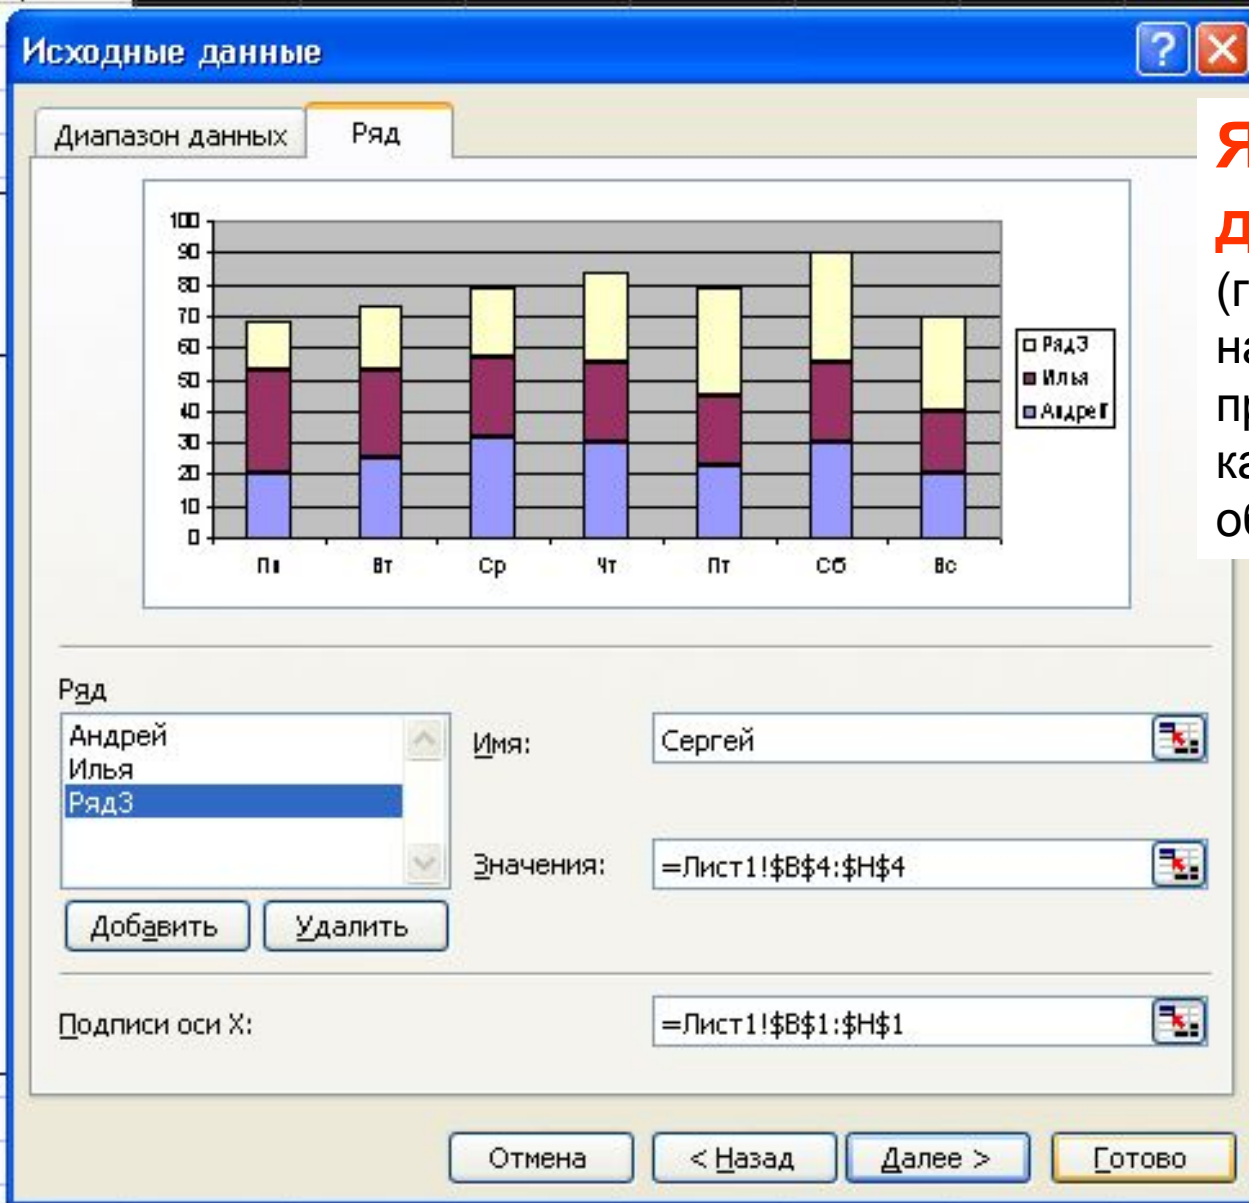 Исходные данные
Диапазон данных
Ряд
100
90
80
70
60
50
40
30
20
10
0
Пн Вт Ср Чт Пт Сб Вс
Ряд3
Илья
Андрей
Ряд
Андрей
Илья
Ряд3
Имя:
Сергей
Значения:
=Лист1!$B$4:$H$4
Добавить
Удалить
Подписи оси X:
=Лист1!$B$1:$H$1
Отмена
< Назад
Далее >
Готово